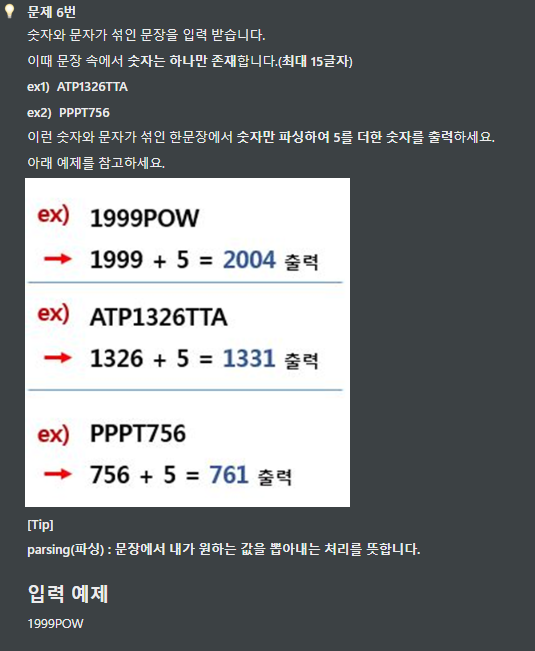 문제 6번
숫자와 문자가 섞인 문장을 입력 받습니다.
이때 문장 속에서 숫자는 하나만 존재합니다.(최대 15글자)
ex1) ATP1326TTA
ex2) PPPT756
이런 숫자와 문자가 섞인 한문장에서 숫자만 파싱하여 5를 더한 숫자를 출력하세요.
아래 예제를 참고하세요.
ex) 1999POW
→ 1999 + 5 = 2004 출력
ex) ATP1326TTA
→ 1326 + 5 = 1331 출력
ex) PPPT756
→ 756 + 5 = 761 출력
[Tip]
parsing(파싱) : 문장에서 내가 원하는 값을 뽑아내는 처리를 뜻합니다.
입력 예제
1999POW